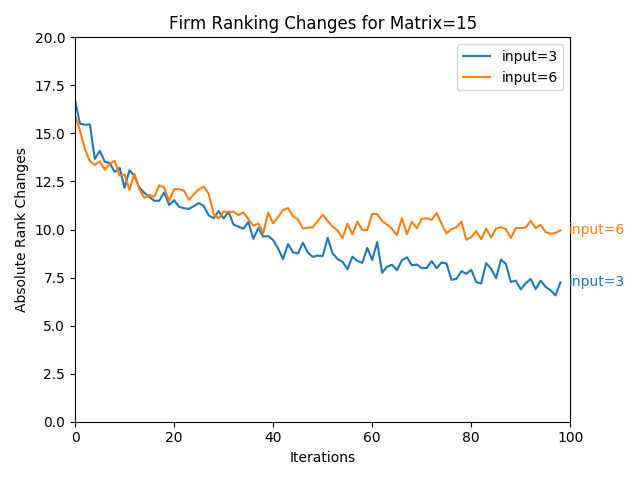 Firm Ranking Changes for Matrix=15
20.0
17.5
15.0
12.5
10.0
7.5
5.0
2.5
0.0
Absolute Rank Changes
input=3
input=6
input=6
input=3
0 20 40 60 80 100
Iterations